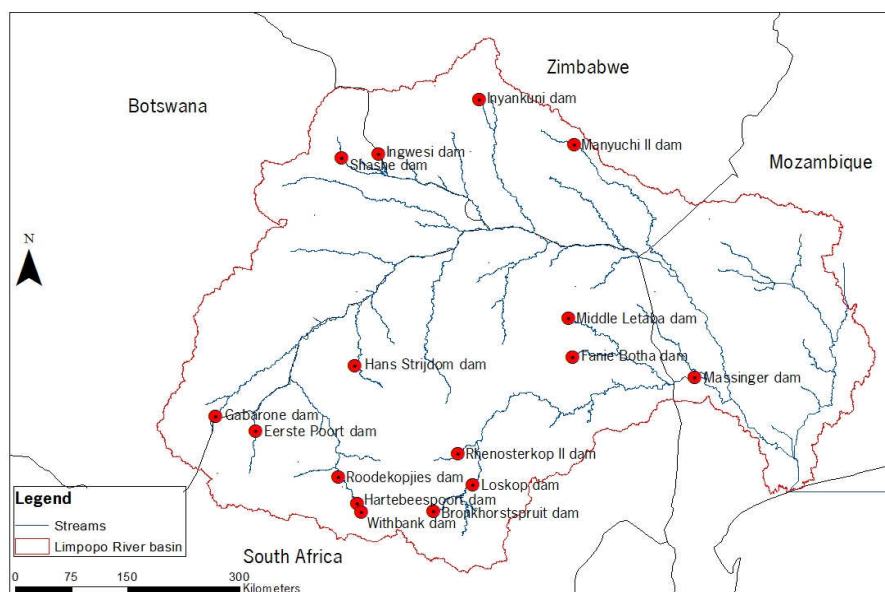 Zimbabwe
Botswana
Inyankuni dam
Manyuchi II dam
Ingwesi dam
Shashe dam
Mozambique
N
Middle Letaba dam
Fanie Botha dam
Hans Strijdom dam
Massinger dam
Gabarone dam
Eerste Poort dam
Rhenosterkop II dam
Roodekopjies dam
Loskop dam
Hartebeespoort dam
Withbank dam
Bronkhorstspruit dam
Legend
Streams
Limpopo River basin
South Africa
0 75 150 300
Kilometers